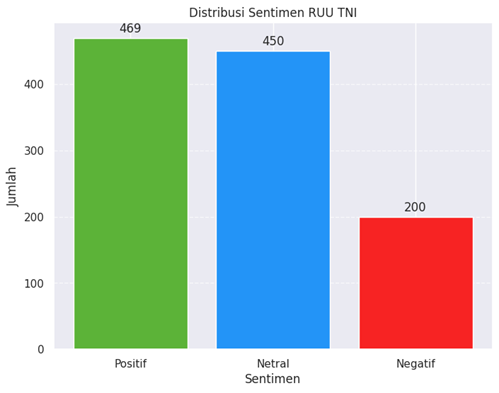 Distribusi Sentimen RUU TNI
469
450
200
400
300
200
100
0
Jumlah
Positif Netral Negatif
Sentimen